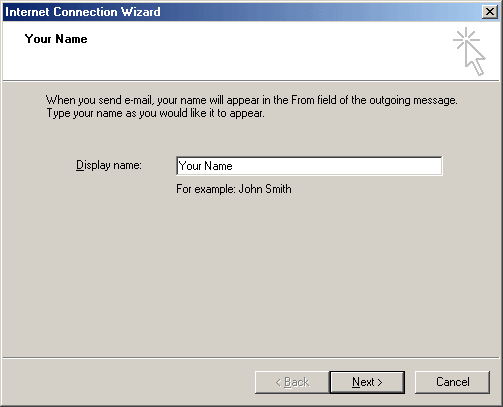 Internet Connection Wizard
Your Name
When you send e-mail, your name will appear in the From field of the outgoing message.
Type your name as you would like it to appear.
Display name: Your Name
For example: John Smith
< Back Next > Cancel